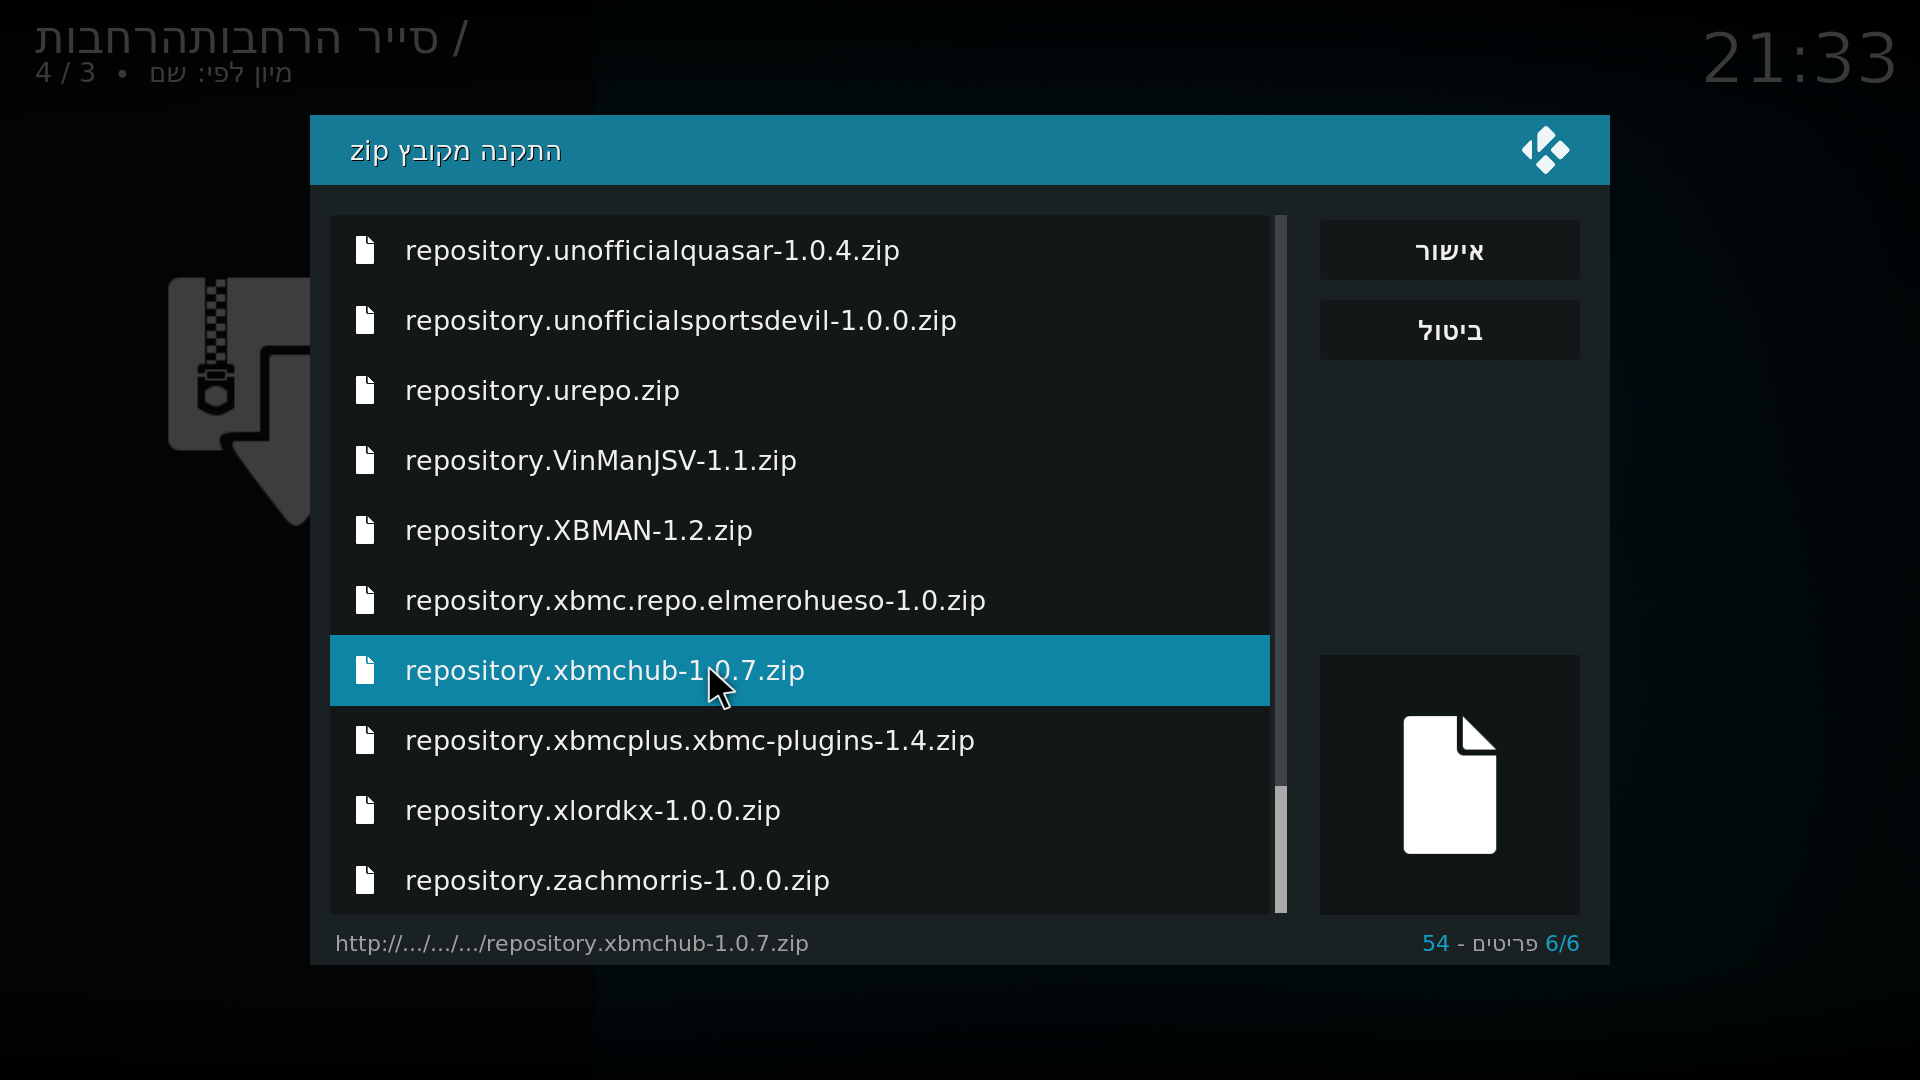 סייר הרחבותהרחבות /
מיון לפי: שם • 3 / 4
21:33
התקנה מקובץ zip
repository.unofficialquasar-1.0.4.zip
repository.unofficialsportsdevil-1.0.0.zip
repository.urepo.zip
repository.VinManJSV-1.1.zip
repository.XBMAN-1.2.zip
repository.xbmc.repo.elmerohueso-1.0.zip
repository.xbmchub-1.0.7.zip
repository.xbmcplus.xbmc-plugins-1.4.zip
repository.xlordkx-1.0.0.zip
repository.zachmorris-1.0.0.zip
אישור
ביטול
http://.../.../.../repository.xbmchub-1.0.7.zip
54 - פריטים 6/6